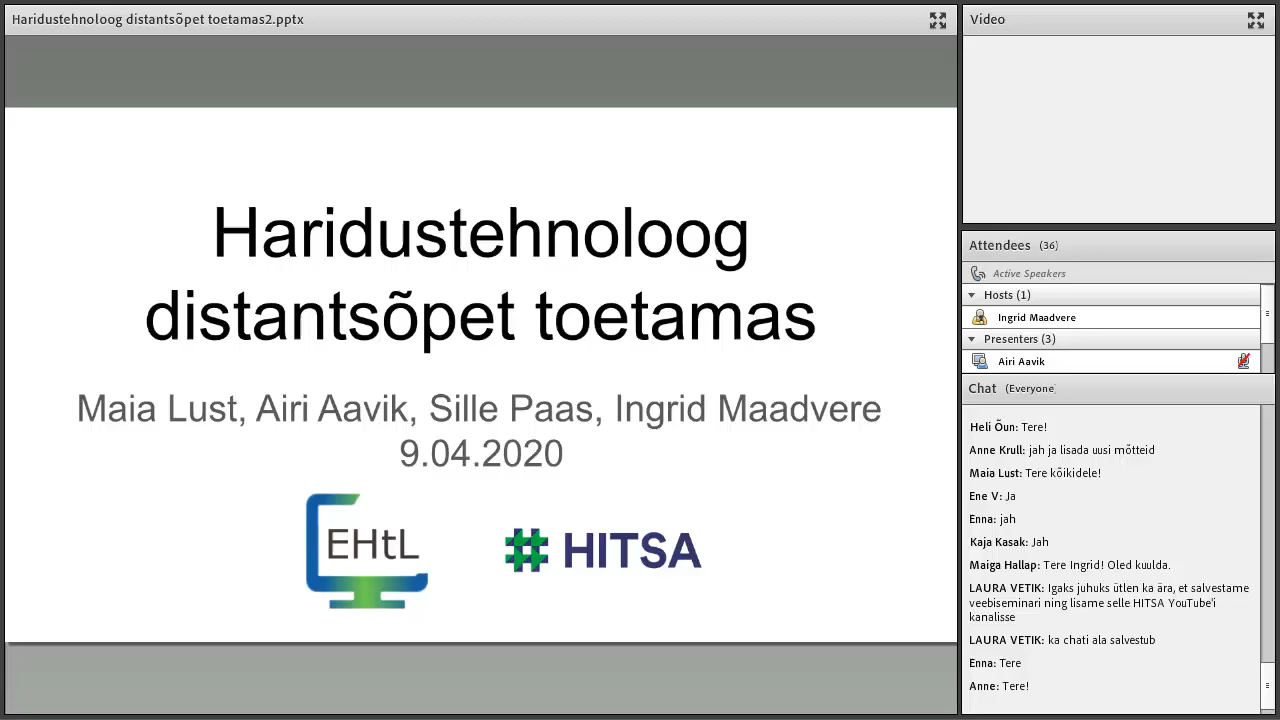 Haridustehnoloog distantsõpet toetamas2.pptx
Haridustehnoloog
distantsõpet toetamas
Maia Lust, Airi Aavik, Sille Paas, Ingrid Maadvere
9.04.2020
EHtL
HITSA
Video
Attendees (36)
Active Speakers
Hosts (1)
Ingrid Maadvere
Presenters (3)
Airi Aavik
Chat (Everyone)
Heli Õun: Tere!
Anne Krull: jah ja lisada uusi mõtteid
Maia Lust: Tere kõikidele!
Ene V: Ja
Enna: jah
Kaja Kasak: Jah
Maiga Hallap: Tere Ingrid! Oled kuulda.
LAURA VETIK: Igaks juhuks ütlen ka ära, et salvestame
veebiseminari ning lisame selle HITSA YouTube'i
kanalisse
LAURA VETIK: ka chati ala salvestub
Enna: Tere
Anne: Tere!